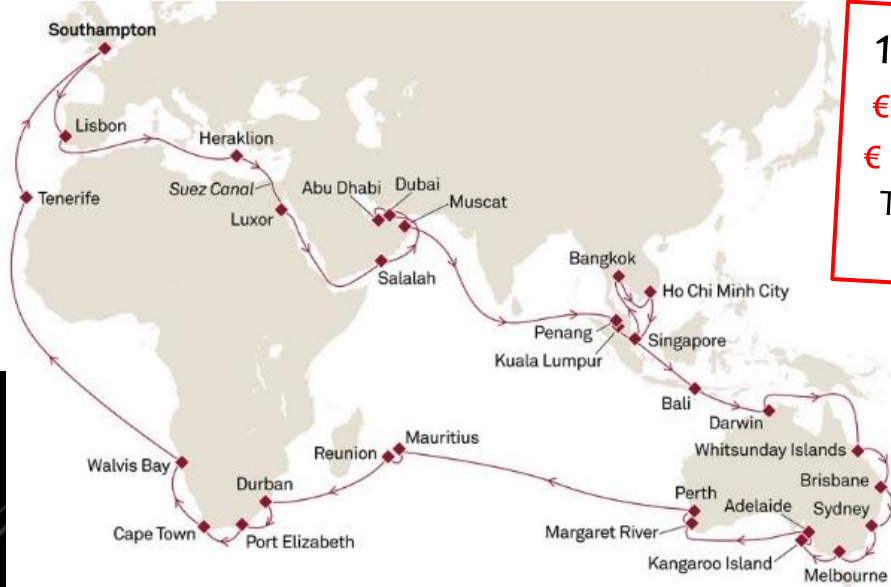 Southampton
Lisbon
Heraklion
Suez Canal
Abu Dhabi
Dubai
Muscat
Tenerife
Luxor
Salalah
Bangkok
Ho Chi Minh City
Penang
Singapore
Kuala Lumpur
Bali
Darwin
Whitsunday Islands
Mauritius
Reunion
Walvis Bay
Durban
Brisbane
Perth
Adelaide
Sydney
Cape Town
Port Elizabeth
Margaret River
Kangaroo Island
Melbourne
1
€
€
T